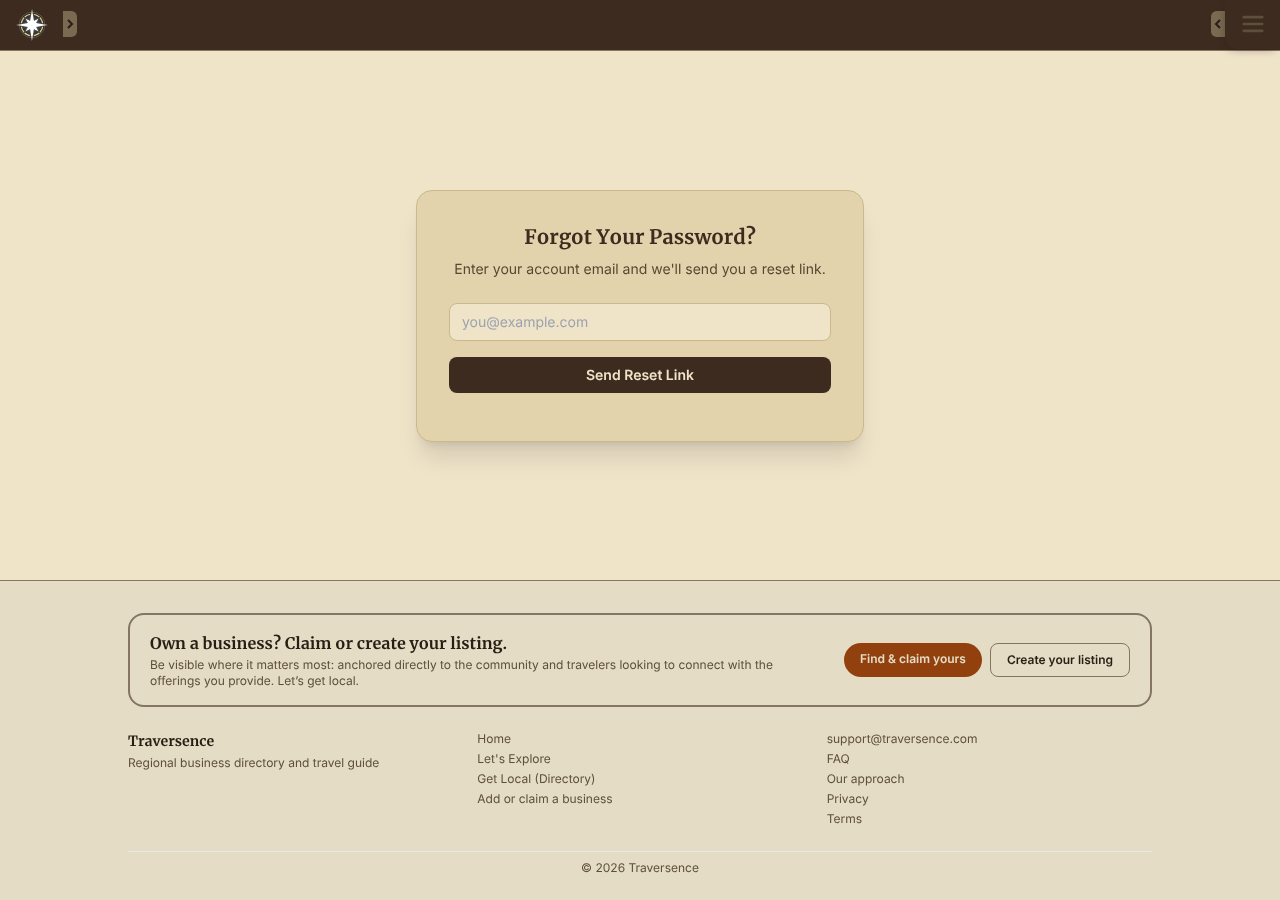 Forgot Your Password?
Enter your account email and we'll send you a reset link.
you@example.com
Send Reset Link
Own a business? Claim or create your listing.
Be visible where it matters most: anchored directly to the community and travelers looking to connect with the
offerings you provide. Let’s get local.
Find & claim yours
Create your listing
Traversence
Regional business directory and travel guide
Home
Let's Explore
Get Local (Directory)
Add or claim a business
support@traversence.com
FAQ
Our approach
Privacy
Terms
© 2026 Traversence